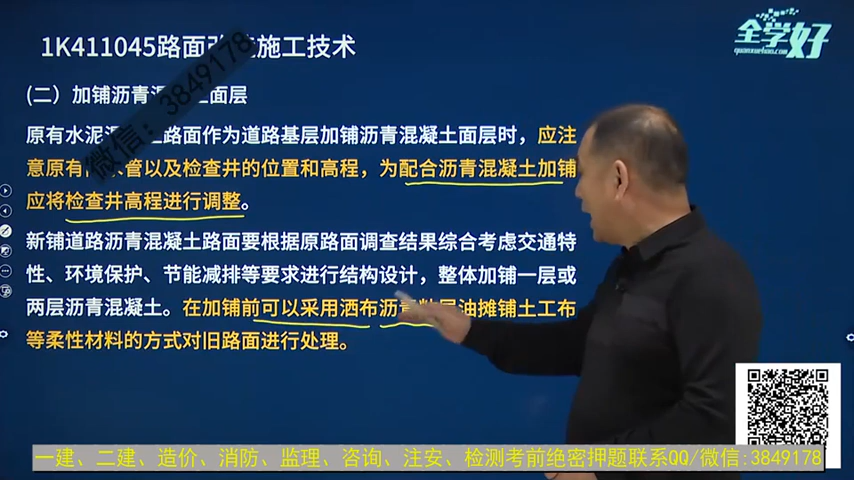 1K411045路面改施工技术
全学好
quanxuehao.com
(二）加铺沥青混土面层
原有水泥混路面作为道路基层加铺沥青混凝土面层时，应注
意原有水管以及检查井的位置和高程，为配合沥青混凝土加铺
应将检查井高程进行调整。
新铺道路沥青混凝土路面要根据原路面调查结果综合考虑交通特
性、环境保护、节能减排等要求进行结构设计，整体加铺一层或
两层沥青混凝土。在加铺前可以采用洒布沥青粘层油摊铺土工布
等柔性材料的方式对旧路面进行处理。
微信：3849178
一建、二建、造价、消防、监理、咨询、注安、检测考前绝密押题联系QQ/微信:3849178